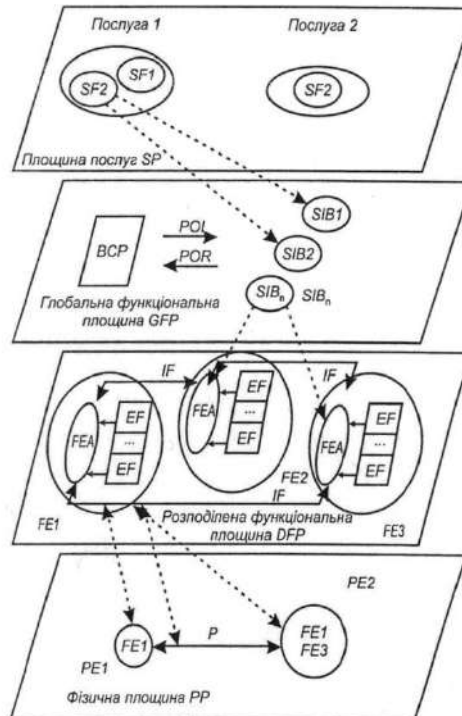 Послуга 1
Послуга 2
SF1
SF2
SF2
Площина послуг SP
SIB1
POI
BCP
SIB2
POR
SIBn
SIBn
Глобальна функціональна
площина GFP
IF
IF
EF
EF
EF
FEA
...
...
...
FEA
FEA
EF
EF
EF
FE2
IF
FE1
Розподілена функціональна
площина DFP
FE3
PE2
P
FE1
FE1
FE3
PE1
Фізична площина PP